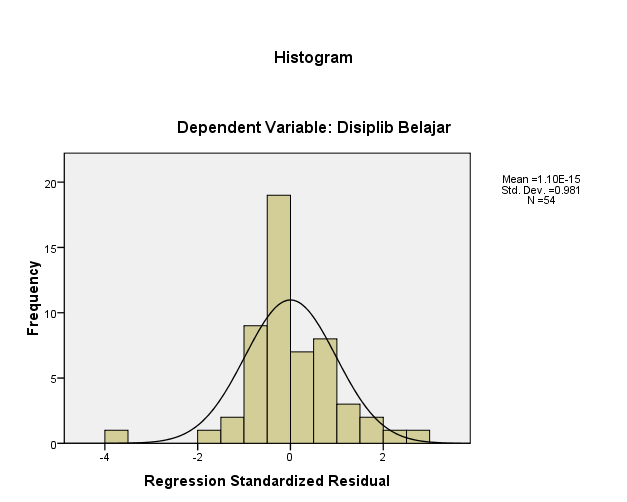 Histogram
Dependent Variable: Disiplib Belajar
Mean =1.10E-15
Std. Dev. =0.981
N =54
Frequency
20
15
10
5
0
-4 -2 0 2
Regression Standardized Residual